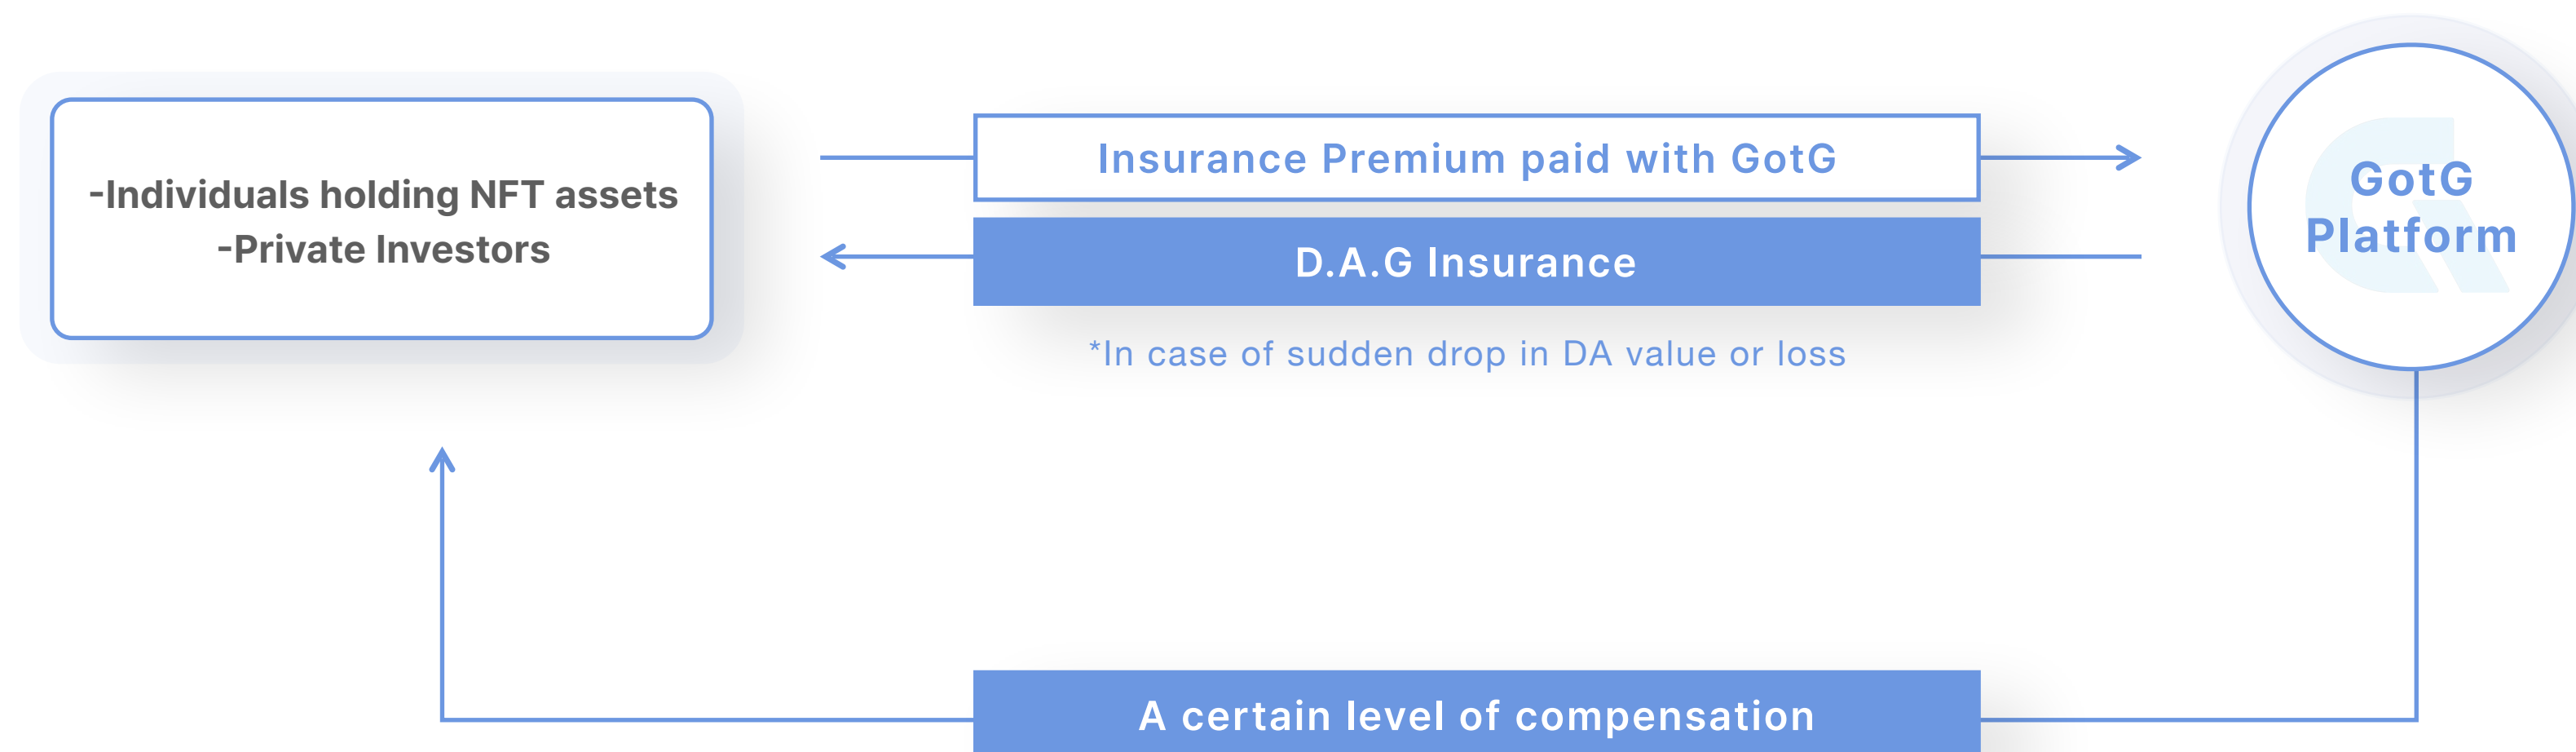 -Individuals holding NFT assets
-Private Investors
Insurance Premium paid with GotG
D.A.G Insurance
*In case of sudden drop in DA value or loss
GotG
Platform
A certain level of compensation